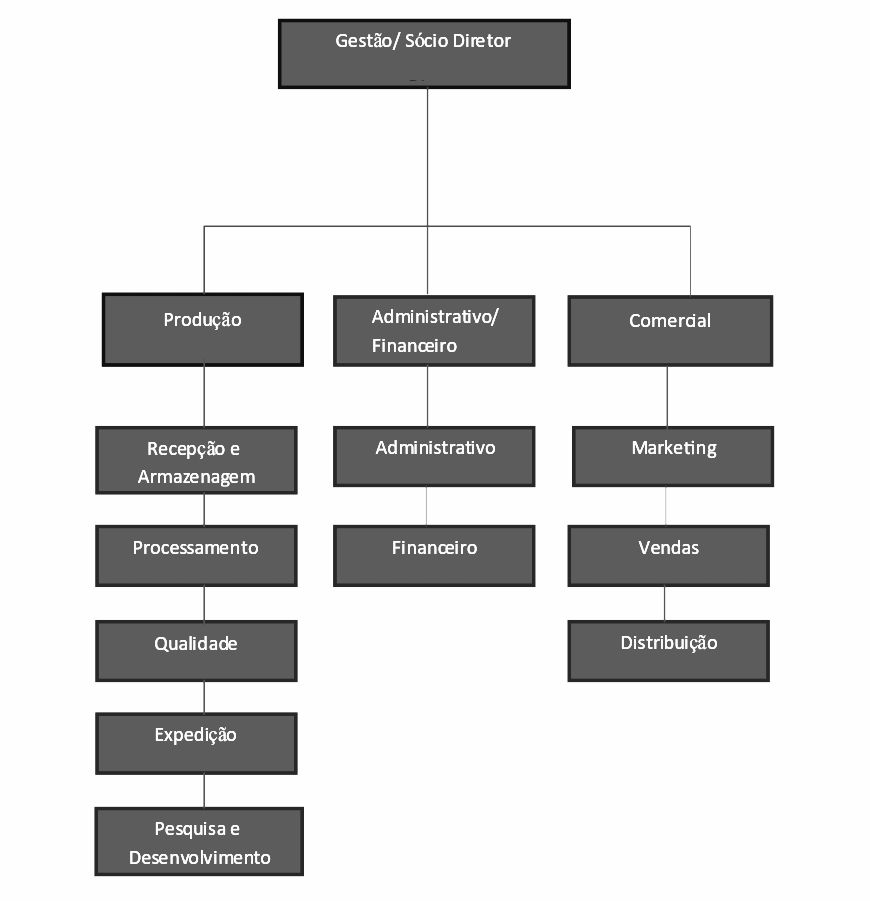 Gestão/ Sócio Diretor
Produção
Administrativo/
Financeiro
Comercial
Recepção e
Armazenagem
Administrativo
Marketing
Processamento
Financeiro
Vendas
Qualidade
Distribuição
Expedição
Pesquisa e
Desenvolvimento